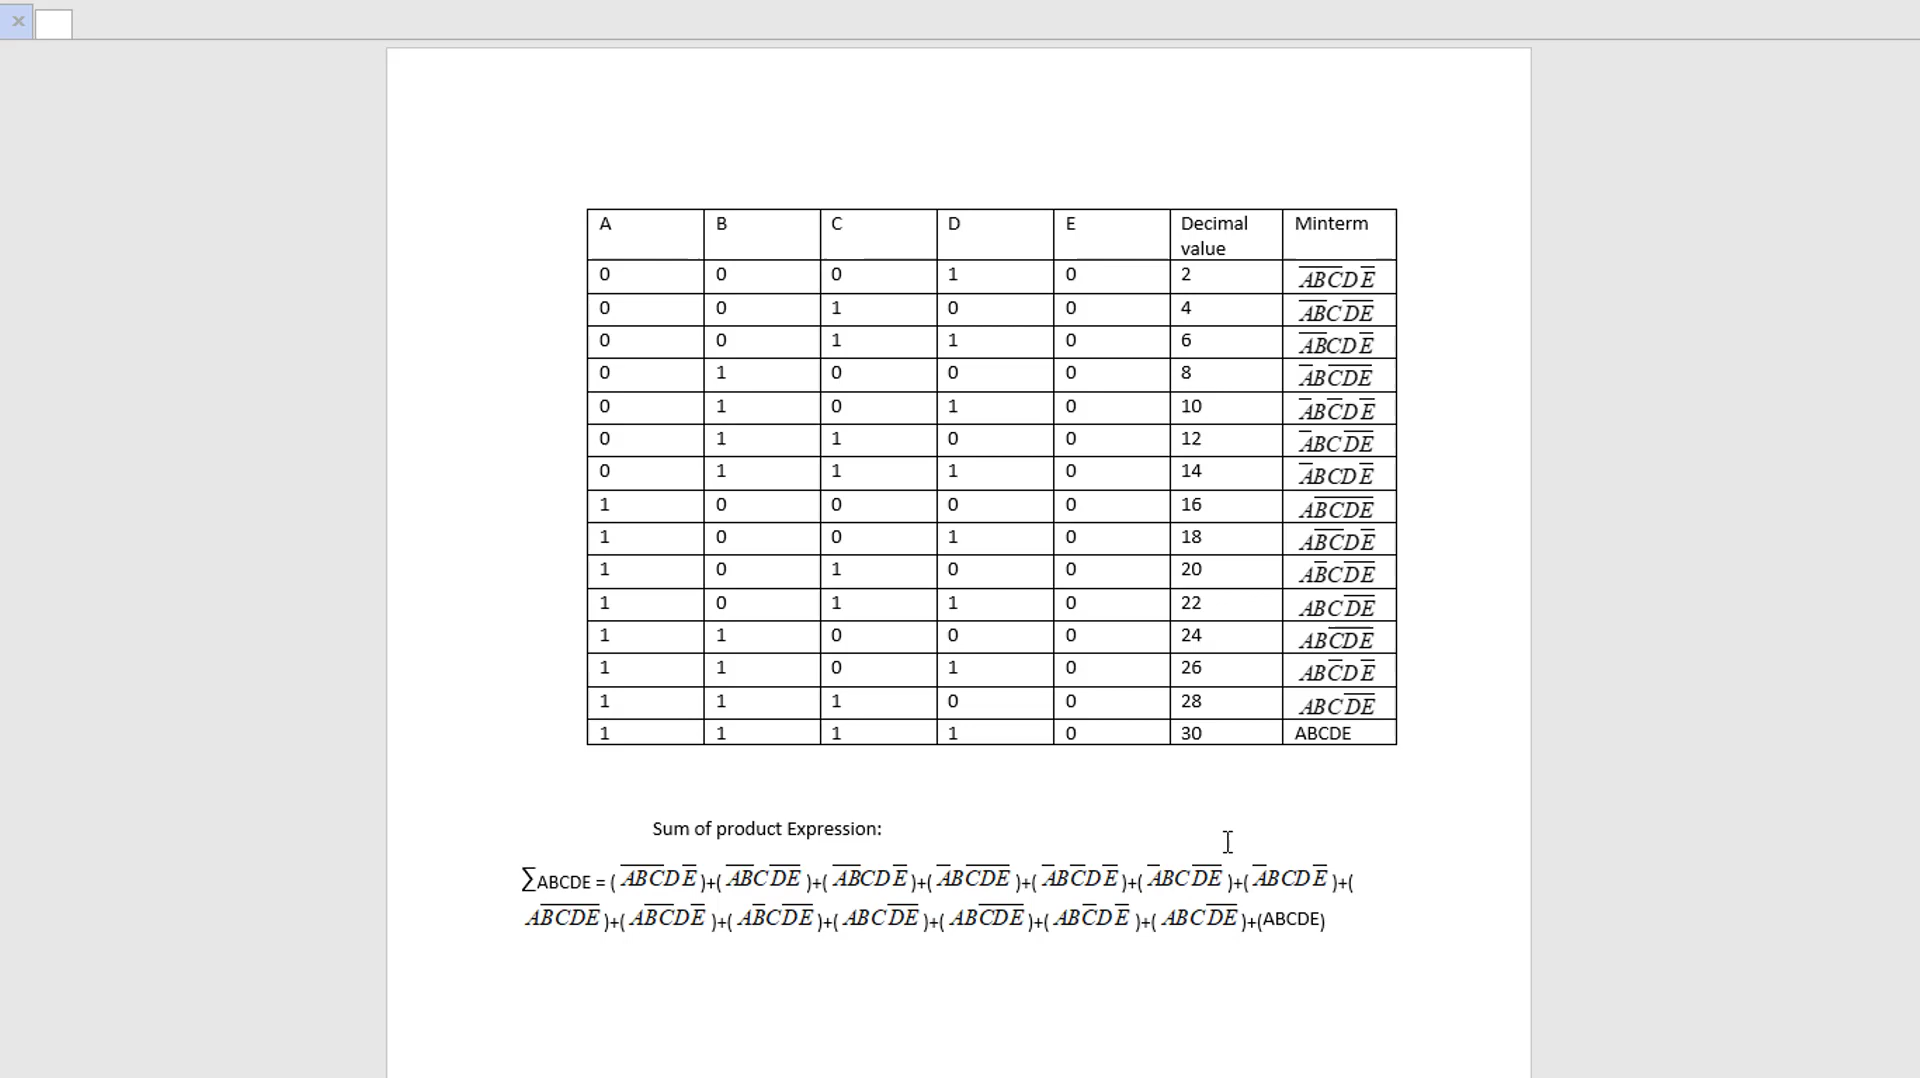 A B C D E Decimal value Minterm
0 0 0 1 0 2 A̅B̅C̅DE̅
0 0 1 0 0 4 A̅B̅CD̅E̅
0 0 1 1 0 6 A̅B̅CDE̅
0 1 0 0 0 8 A̅BC̅D̅E̅
0 1 0 1 0 10 A̅BC̅DE̅
0 1 1 0 0 12 A̅BCD̅E̅
0 1 1 1 0 14 A̅BCDE̅
1 0 0 0 0 16 AB̅C̅D̅E̅
1 0 0 1 0 18 AB̅C̅DE̅
1 0 1 0 0 20 AB̅CD̅E̅
1 0 1 1 0 22 ABCD̅E̅
1 1 0 0 0 24 ABC̅D̅E̅
1 1 0 1 0 26 ABC̅DE̅
1 1 1 0 0 28 ABCD̅E̅
1 1 1 1 0 30 ABCDE
Sum of product Expression:
∑ABCDE = ( A̅B̅C̅DE̅ )+( A̅B̅CD̅E̅ )+( A̅B̅CDE̅ )+( A̅BC̅D̅E̅ )+( A̅BC̅DE̅ )+( A̅BCD̅E̅ )+( A̅BCDE̅ )+(
AB̅C̅D̅E̅ )+( AB̅C̅DE̅ )+( AB̅CD̅E̅ )+( ABCD̅E̅ )+( ABC̅D̅E̅ )+( ABC̅DE̅ )+( ABCD̅E̅ )+(ABCDE)